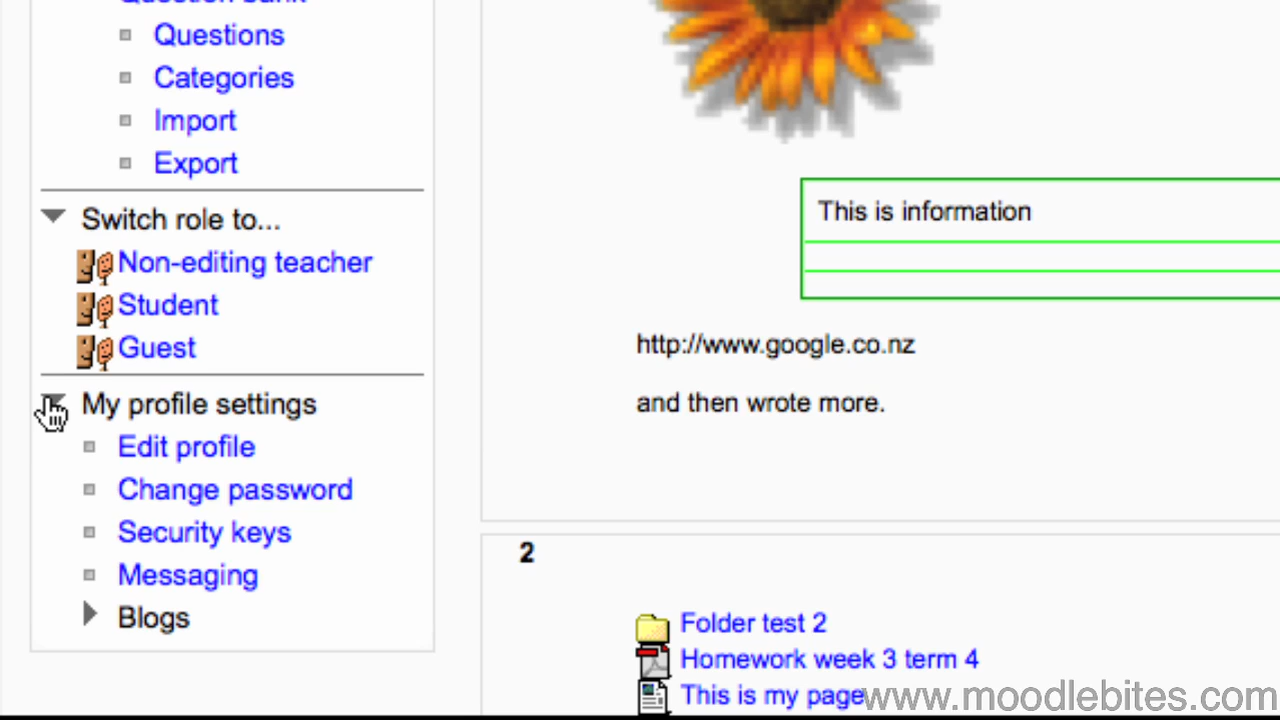 Question bank
Questions
Categories
Import
Export
Switch role to...
Non-editing teacher
Student
Guest
My profile settings
Edit profile
Change password
Security keys
Messaging
Blogs
This is information
http://www.google.co.nz
and then wrote more.
2
Folder test 2
Homework week 3 term 4
This is my page
www.moodlebites.com